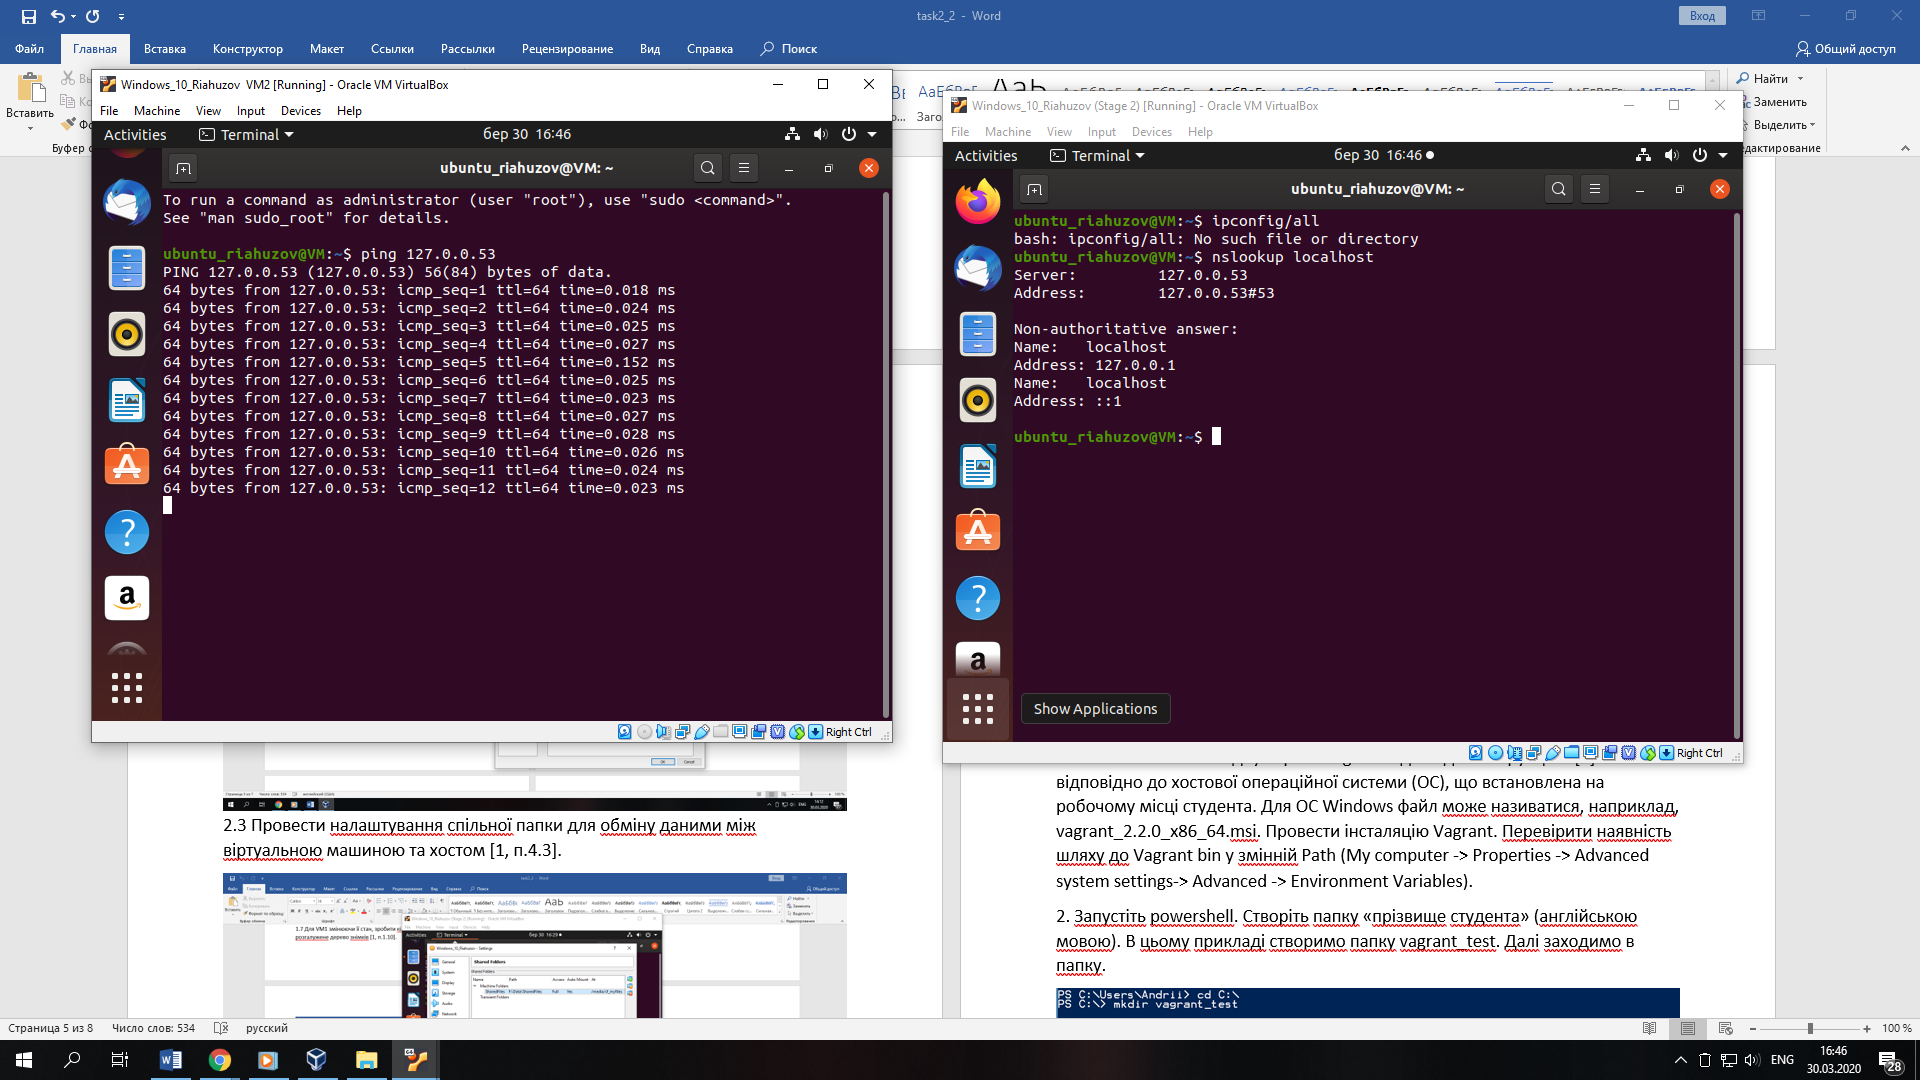 task2_2 - Word
Вход
Файл Главная Вставка Конструктор Макет Ссылки Рассылки Рецензирование Вид Справка Поиск
Общий доступ
Вставить
Буфер о
Найти
Заменить
Выделить
Windows_10_Riahuzov VM2 [Running] - Oracle VM VirtualBox
File Machine View Input Devices Help
Activities Terminal бер 30 16:46
ubuntu_riahuzov@VM: ~
To run a command as administrator (user "root"), use "sudo <command>".
See "man sudo_root" for details.
ubuntu_riahuzov@VM:~$ ping 127.0.0.53
PING 127.0.0.53 (127.0.0.53) 56(84) bytes of data.
64 bytes from 127.0.0.53: icmp_seq=1 ttl=64 time=0.018 ms
64 bytes from 127.0.0.53: icmp_seq=2 ttl=64 time=0.024 ms
64 bytes from 127.0.0.53: icmp_seq=3 ttl=64 time=0.025 ms
64 bytes from 127.0.0.53: icmp_seq=4 ttl=64 time=0.027 ms
64 bytes from 127.0.0.53: icmp_seq=5 ttl=64 time=0.152 ms
64 bytes from 127.0.0.53: icmp_seq=6 ttl=64 time=0.025 ms
64 bytes from 127.0.0.53: icmp_seq=7 ttl=64 time=0.023 ms
64 bytes from 127.0.0.53: icmp_seq=8 ttl=64 time=0.027 ms
64 bytes from 127.0.0.53: icmp_seq=9 ttl=64 time=0.028 ms
64 bytes from 127.0.0.53: icmp_seq=10 ttl=64 time=0.026 ms
64 bytes from 127.0.0.53: icmp_seq=11 ttl=64 time=0.024 ms
64 bytes from 127.0.0.53: icmp_seq=12 ttl=64 time=0.023 ms
Right Ctrl
Windows_10_Riahuzov (Stage 2) [Running] - Oracle VM VirtualBox
File Machine View Input Devices Help
Activities Terminal бер 30 16:46
ubuntu_riahuzov@VM: ~
ubuntu_riahuzov@VM:~$ ipconfig/all
bash: ipconfig/all: No such file or directory
ubuntu_riahuzov@VM:~$ nslookup localhost
Server: 127.0.0.53
Address: 127.0.0.53#53
Non-authoritative answer:
Name: localhost
Address: 127.0.0.1
Name: localhost
Address: ::1
ubuntu_riahuzov@VM:~$
Show Applications
Right Ctrl
2.3 Провести налаштування спільної папки для обміну даними між
віртуальною машиною та хостом [1, п.4.3].
відповідно до хостової операційної системи (ОС), що встановлена на
робочому місці студента. Для ОС Windows файл може називатися, наприклад,
vagrant_2.2.0_x86_64.msi. Провести інсталяцію Vagrant. Перевірити наявність
шляху до Vagrant bin у змінній Path (My computer -> Properties -> Advanced
system settings-> Advanced -> Environment Variables).
2. Запустіть powershell. Створіть папку «прізвище студента» (англійською
мовою). В цьому прикладі створимо папку vagrant_test. Далі заходимо в
папку.
PS C:\Users\Andrii> cd C:\
PS C:\> mkdir vagrant_test
Страница 5 из 8 Число слов: 534 русский
100 %
ENG
16:46
30.03.2020
28